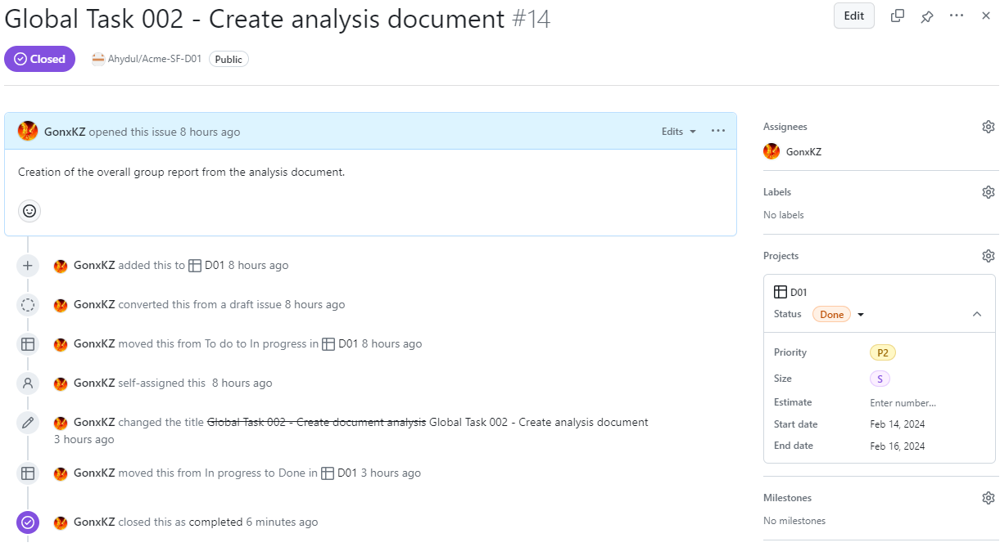 Global Task 002 - Create analysis document #14
Edit
Closed
Ahydul/Acme-SF-D01
Public
GonxKZ opened this issue 8 hours ago
Edits
Creation of the overall group report from the analysis document.
GonxKZ added this to D01 8 hours ago
GonxKZ converted this from a draft issue 8 hours ago
GonxKZ moved this from To do to In progress in D01 8 hours ago
GonxKZ self-assigned this 8 hours ago
GonxKZ changed the title Global Task 002 - Create document analysis Global Task 002 - Create analysis document
3 hours ago
GonxKZ moved this from In progress to Done in D01 3 hours ago
GonxKZ closed this as completed 6 minutes ago
Assignees
GonxKZ
Labels
No labels
Projects
D01
Status Done
Priority P2
Size S
Estimate Enter number...
Start date Feb 14, 2024
End date Feb 16, 2024
Milestones
No milestones